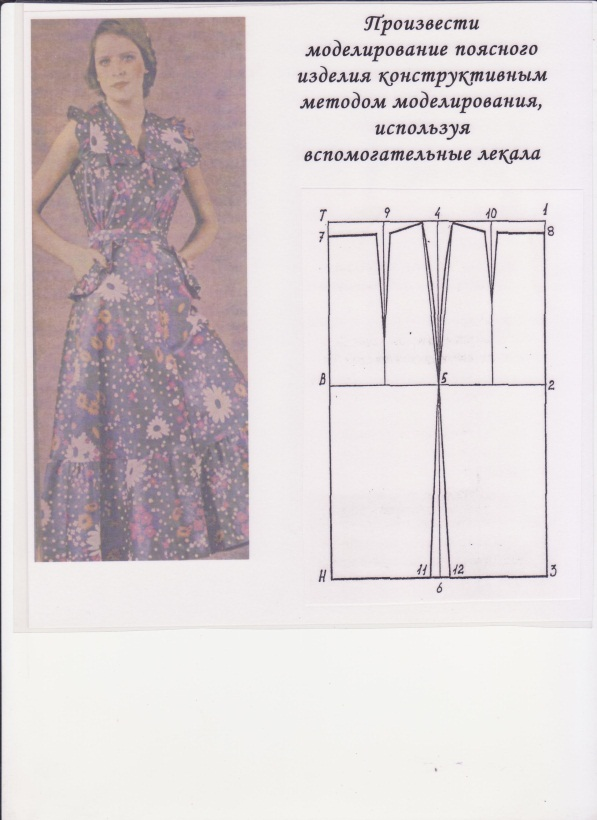 Произвести
моделирование поясного
изделия конструктивным
методом моделирования,
используя
вспомогательные лекала
Т 9 4 10 1
7 8
В 5 2
Н 11 12 3
6